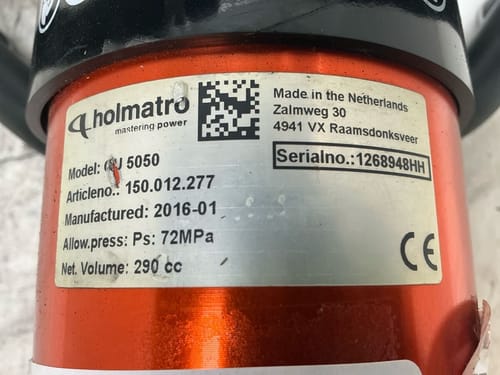 holmatro
mastering power
Made in the Netherlands
Zalmweg 30
4941 VX Raamsdonksveer
Serialno.:1268948HH
Model: U 5050
Articleno.: 150.012.277
Manufactured: 2016-01
Allow.press: Ps: 72MPa
Net. Volume: 290 cc
CE